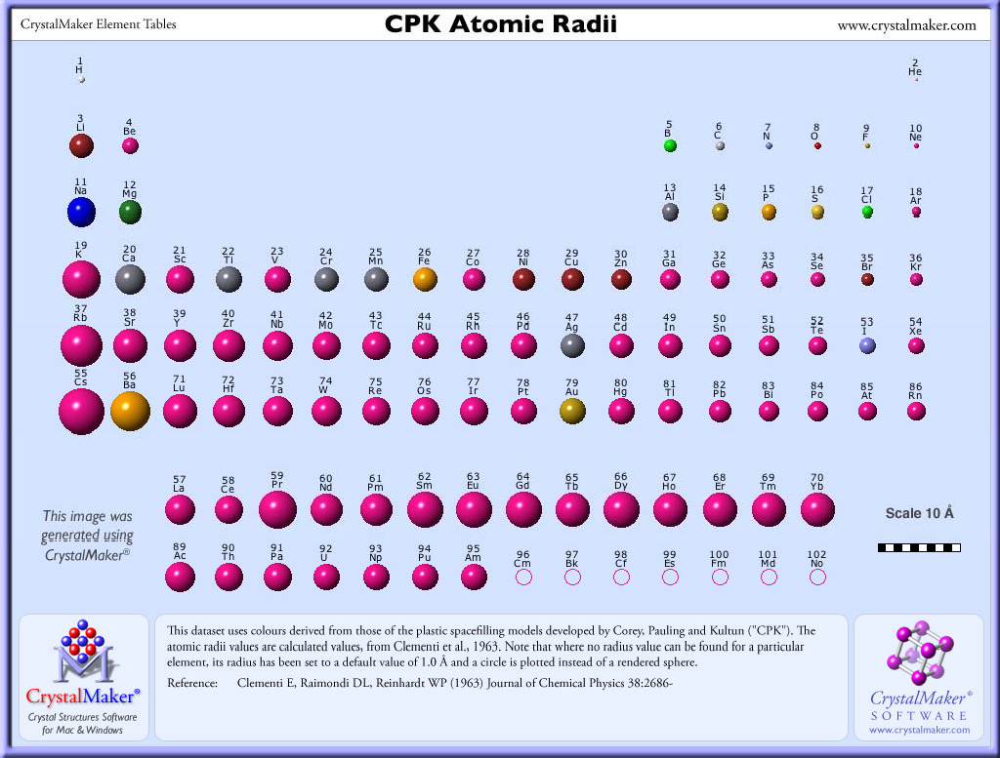 CrystalMaker Element Tables
CPK Atomic Radii
www.crystalmaker.com
1 2
H He
3 4 5 6 7 8 9 10
Li Be B C N O F Ne
11 12 13 14 15 16 17 18
Na Mg Al Si P S Cl Ar
19 20 21 22 23 24 25 26 27 28 29 30 31 32 33 34 35 36
K Ca Sc Ti V Cr Mn Fe Co Ni Cu Zn Ga Ge As Se Br Kr
37 38 39 40 41 42 43 44 45 46 47 48 49 50 51 52 53 54
Rb Sr Y Zr Nb Mo Tc Ru Rh Pd Ag Cd In Sn Sb Te I Xe
55 56 71 72 73 74 75 76 77 78 79 80 81 82 83 84 85 86
Cs Ba Lu Hf Ta W Re Os Ir Pt Au Hg Tl Pb Bi Po At Rn
57 58 59 60 61 62 63 64 65 66 67 68 69 70
La Ce Pr Nd Pm Sm Eu Gd Tb Dy Ho Er Tm Yb
89 90 91 92 93 94 95 96 97 98 99 100 101 102
Ac Th Pa U Np Pu Am Cm Bk Cf Es Fm Md No
This image was
generated using
CrystalMaker®
Scale 10 Å
CrystalMaker®
Crystal Structures Software
for Mac & Windows
This dataset uses colours derived from those of the plastic spacefilling models developed by Corey, Pauling and Kultun ("CPK"). The
atomic radii values are calculated values, from Clementi et al., 1963. Note that where no radius value can be found for a particular
element, its radius has been set to a default value of 1.0 Å and a circle is plotted instead of a rendered sphere.
Reference: Clementi E, Raimondi DL, Reinhardt WP (1963) Journal of Chemical Physics 38:2686-
CrystalMaker®
SOFTWARE
www.crystalmaker.com